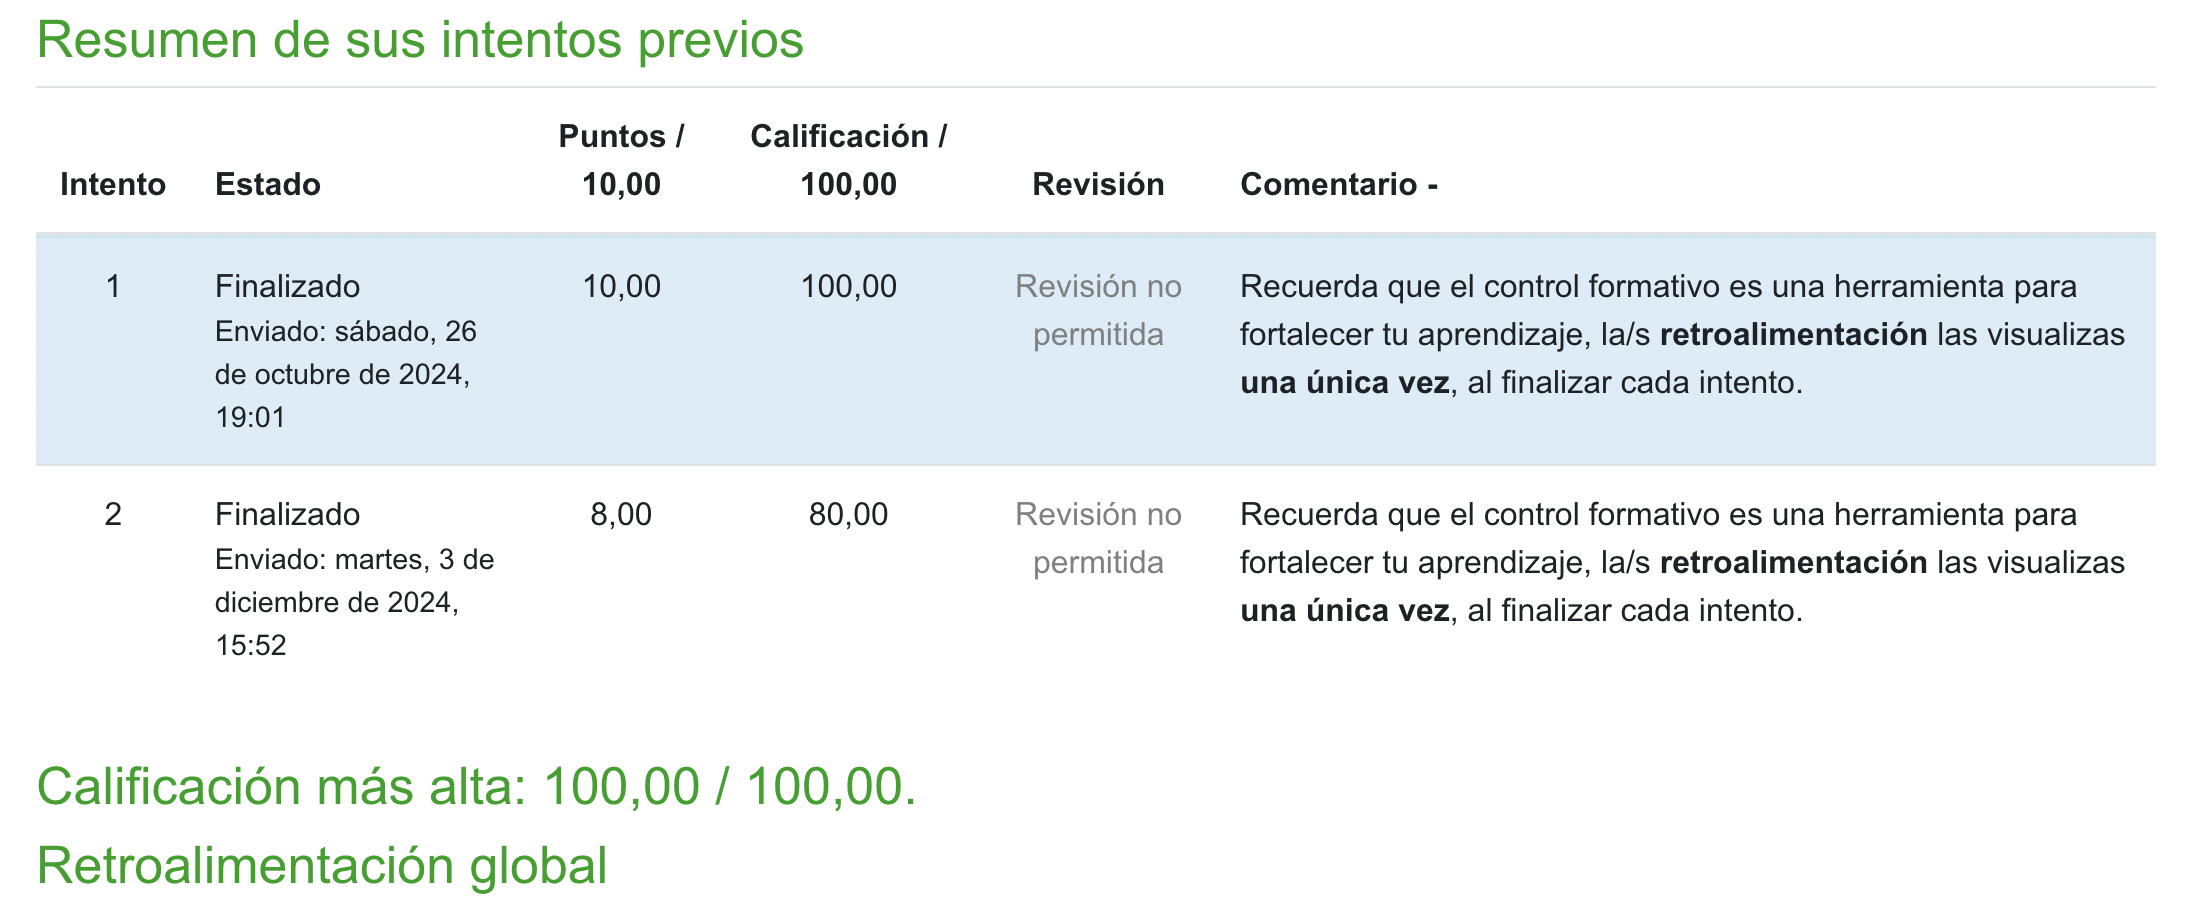 Resumen de sus intentos previos
Puntos / Calificación /
Intento Estado 10,00 100,00 Revisión Comentario -
1 Finalizado 10,00 100,00 Revisión no Recuerda que el control formativo es una herramienta para
Enviado: sábado, 26 permitida fortalecer tu aprendizaje, la/s retroalimentación las visualizas
de octubre de 2024, una única vez, al finalizar cada intento.
19:01
2 Finalizado 8,00 80,00 Revisión no Recuerda que el control formativo es una herramienta para
Enviado: martes, 3 de permitida fortalecer tu aprendizaje, la/s retroalimentación las visualizas
diciembre de 2024, una única vez, al finalizar cada intento.
15:52
Calificación más alta: 100,00 / 100,00.
Retroalimentación global